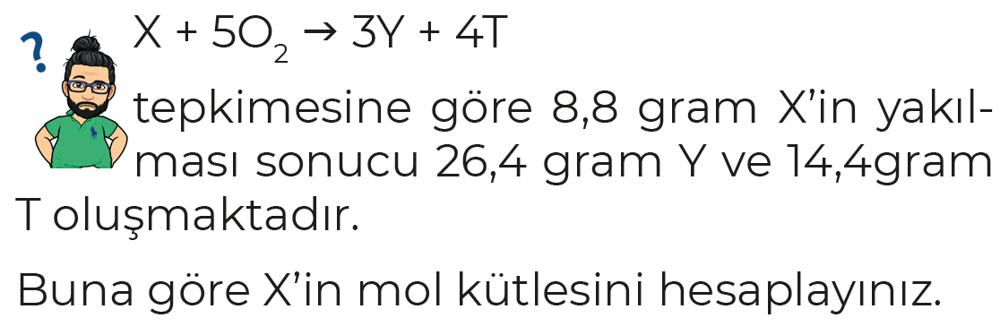 ?
X + 5O₂ → 3Y + 4T
tepkimesine göre 8,8 gram X’in yakıl-
ması sonucu 26,4 gram Y ve 14,4gram
T oluşmaktadır.
Buna göre X’in mol kütlesini hesaplayınız.